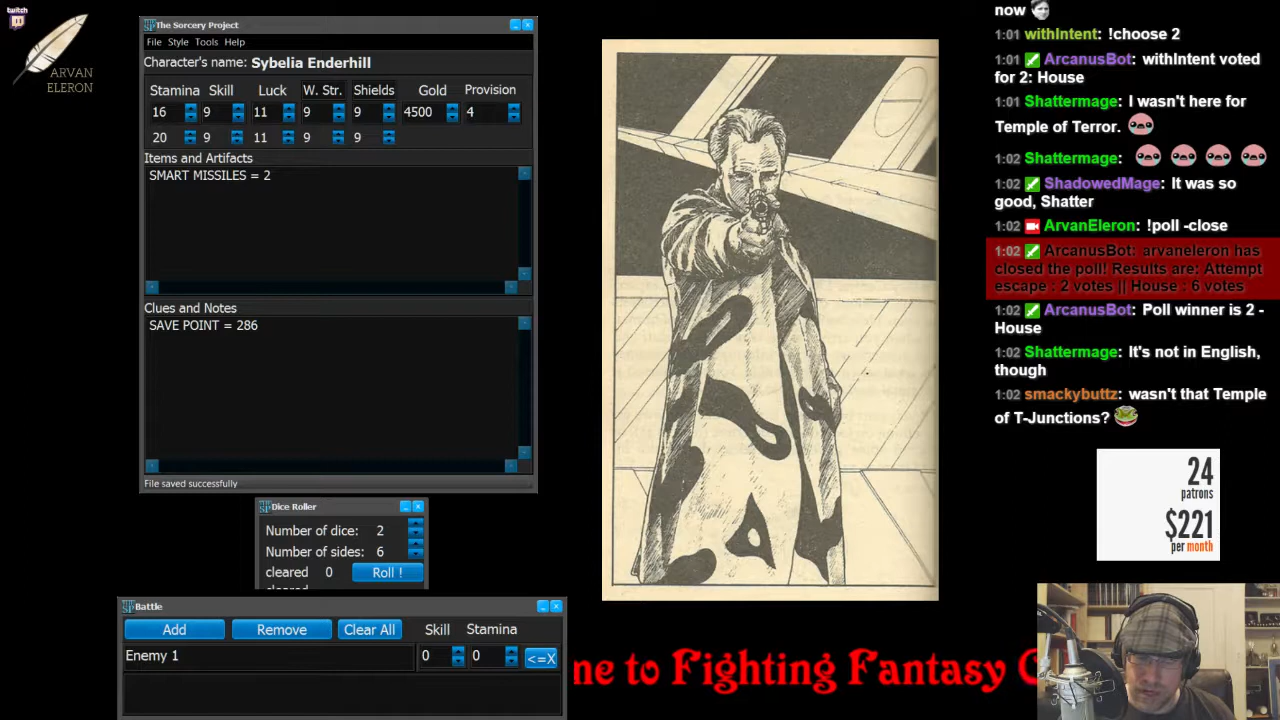 twitch
ARVAN
ELERON
The Sorcery Project
File Style Tools Help
Character's name: Sybelia Enderhill
Stamina Skill Luck W. Str. Shields Gold Provision
16 9 11 9 9 4500 4
20 9 11 9 9
Items and Artifacts
SMART MISSILES = 2
Clues and Notes
SAVE POINT = 286
File saved successfully
Dice Roller
Number of dice: 2
Number of sides: 6
cleared 0 Roll !
Battle
Add Remove Clear All Skill Stamina
Enemy 1 0 0 <=X
me to Fighting Fantasy
now
1:01 withIntent: !choose 2
1:01 ArcanusBot: withIntent voted
for 2: House
1:01 Shattermage: I wasn't here for
Temple of Terror.
1:02 Shattermage:
1:02 ShadowedMage: It was so
good, Shatter
1:02 ArvanEleron: !poll -close
1:02 ArcanusBot: arvaneleron has
closed the poll! Results are: Attempt
escape : 2 votes || House : 6 votes
1:02 ArcanusBot: Poll winner is 2 -
House
1:02 Shattermage: It's not in English,
though
1:02 smackybuttz: wasn't that Temple
of T-Junctions?
24
patrons
$221
per month